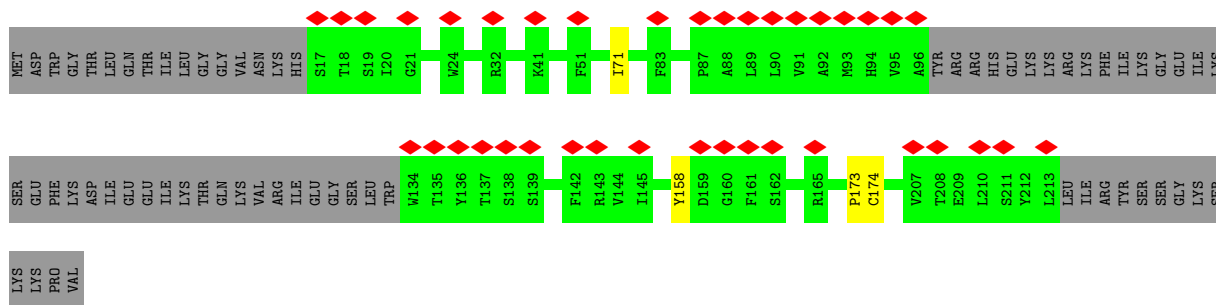 MET ASP TRP GLY THR LEU GLN THR ILE LEU GLY GLY VAL ASN LYS HIS S17 T18 S19 I20 G21 W24 R32 K41 F51 I71 F83 P87 A88 L89 L90 V91 A92 M93 H94 V95 A96 TYR ARG ARG HIS GLU LYS LYS ARG LYS PHE ILE LYS GLY GLU ILE LYS
SER GLU PHE LYS ASP ILE GLU GLU ILE LYS THR GLN LYS VAL ARG ILE GLU GLY SER LEU TRP W134 T135 Y136 T137 S138 S139 F142 R143 V144 I145 Y158 D159 G160 F161 S162 R165 P173 C174 V207 T208 E209 L210 S211 Y212 L213 LEU ILE ARG TYR SER SER GLY LYS SER
LYS LYS PRO VAL